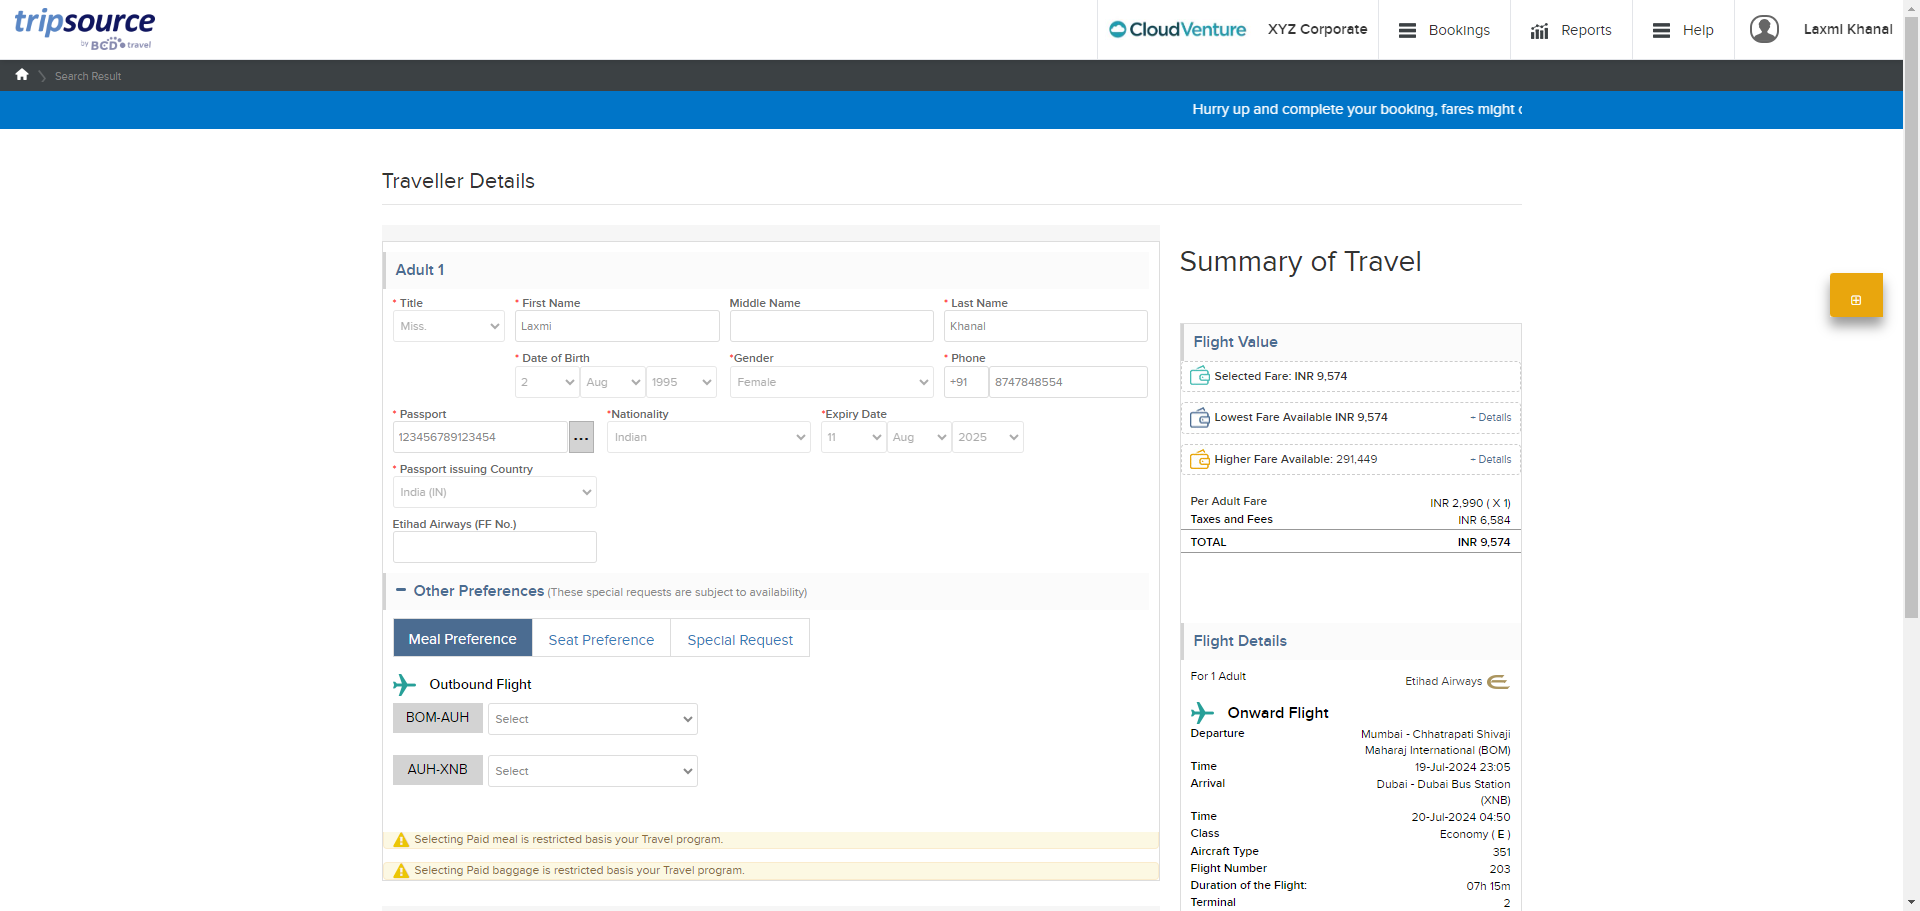 tripsource
by BCD travel
CloudVenture
XYZ Corporate
Bookings
Reports
Help
Laxmi Khanal
Search Result
Hurry up and complete your booking, fares might
Traveller Details
Adult 1
* Title
* First Name
Middle Name
* Last Name
Miss.
Laxmi
Khanal
* Date of Birth
*Gender
* Phone
2
Aug
1995
Female
+91
8747848554
* Passport
*Nationality
*Expiry Date
123456789123454
...
Indian
11
Aug
2025
* Passport issuing Country
India (IN)
Etihad Airways (FF No.)
Other Preferences (These special requests are subject to availability)
Meal Preference
Seat Preference
Special Request
Outbound Flight
BOM-AUH
Select
AUH-XNB
Select
Selecting Paid meal is restricted basis your Travel program.
Selecting Paid baggage is restricted basis your Travel program.
Summary of Travel
Flight Value
Selected Fare: INR 9,574
Lowest Fare Available INR 9,574
+ Details
Higher Fare Available: 291,449
+ Details
Per Adult Fare
INR 2,990 ( X 1)
Taxes and Fees
INR 6,584
TOTAL
INR 9,574
Flight Details
For 1 Adult
Etihad Airways
Onward Flight
Departure
Mumbai - Chhatrapati Shivaji
Maharaj International (BOM)
Time
19-Jul-2024 23:05
Arrival
Dubai - Dubai Bus Station
(XNB)
Time
20-Jul-2024 04:50
Class
Economy ( E )
Aircraft Type
351
Flight Number
203
Duration of the Flight:
07h 15m
Terminal
2